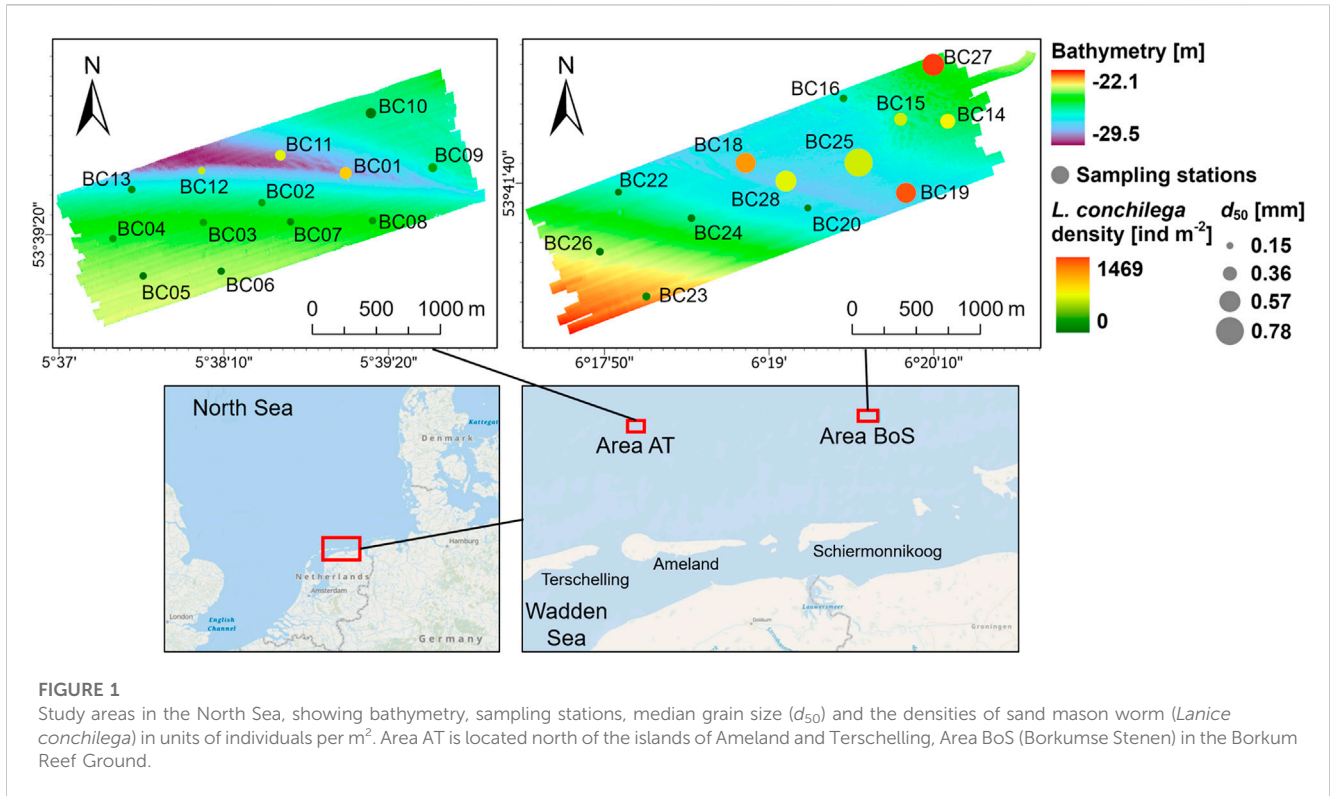 N
BC10
BC11
BC01
BC09
BC13
BC12
BC02
BC04
BC03
BC07
BC08
BC05
BC06
0 500 1000 m
53°39'20
5°37 5°38'10 5°39'20
N
BC27
BC16
BC15
BC14
BC18
BC25
BC22
BC28
BC19
BC24
BC20
BC26
BC23
0 500 1000 m
53°41'40
6°17'50 6°19' 6°20'10
Bathymetry [m]
-22.1
-29.5
Sampling stations
L. conchilega
density [ind m⁻²]
1469
0
d₅₀ [mm]
0.15
0.36
0.57
0.78
North Sea
Kattegat
Denmark
Hamburg
Netherlands
Amsterdam
London
English
Channel
Germany
Area AT
Area BoS
Schiermonnikoog
Ameland
Terschelling
Wadden
Sea
Lauwersmeer
Dokkum
Groningen
FIGURE 1
Study areas in the North Sea, showing bathymetry, sampling stations, median grain size (d₅₀) and the densities of sand mason worm (Lanice
conchilega) in units of individuals per m². Area AT is located north of the islands of Ameland and Terschelling, Area BoS (Borkumse Stenen) in the Borkum
Reef Ground.